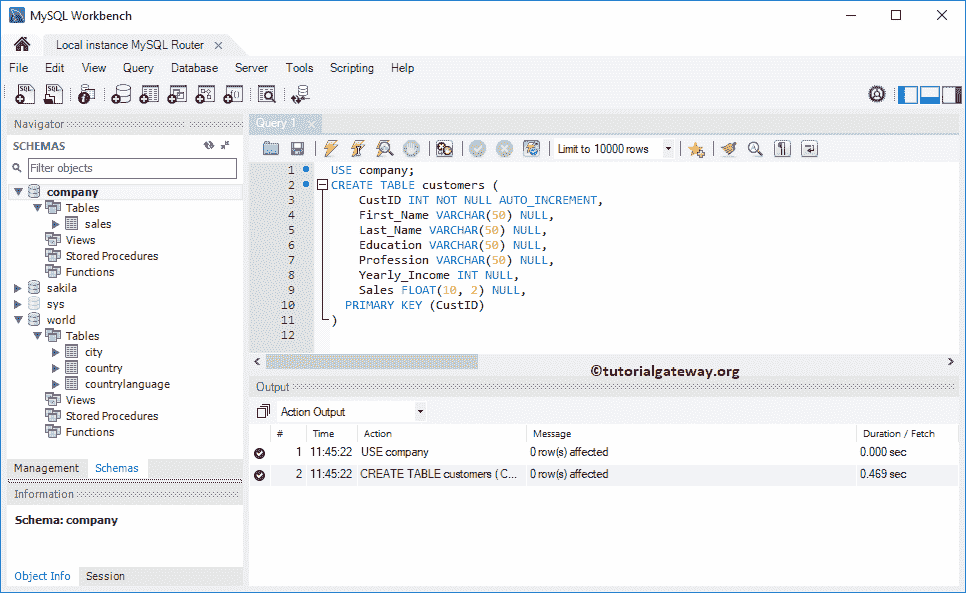 MySQL Workbench
Local instance MySQL Router
File Edit View Query Database Server Tools Scripting Help
Navigator
SCHEMAS
Filter objects
company
Tables
sales
Views
Stored Procedures
Functions
sakila
sys
world
Tables
city
country
countrylanguage
Views
Stored Procedures
Functions
Management Schemas
Information
Schema: company
Object Info Session
Query 1
Limit to 10000 rows
1 USE company;
2 CREATE TABLE customers (
3 CustID INT NOT NULL AUTO_INCREMENT,
4 First_Name VARCHAR(50) NULL,
5 Last_Name VARCHAR(50) NULL,
6 Education VARCHAR(50) NULL,
7 Profession VARCHAR(50) NULL,
8 Yearly_Income INT NULL,
9 Sales FLOAT(10, 2) NULL,
10 PRIMARY KEY (CustID)
11 )
12
©tutorialgateway.org
Output
Action Output
# Time Action Message Duration / Fetch
1 11:45:22 USE company 0 row(s) affected 0.000 sec
2 11:45:22 CREATE TABLE customers ( C... 0 row(s) affected 0.469 sec